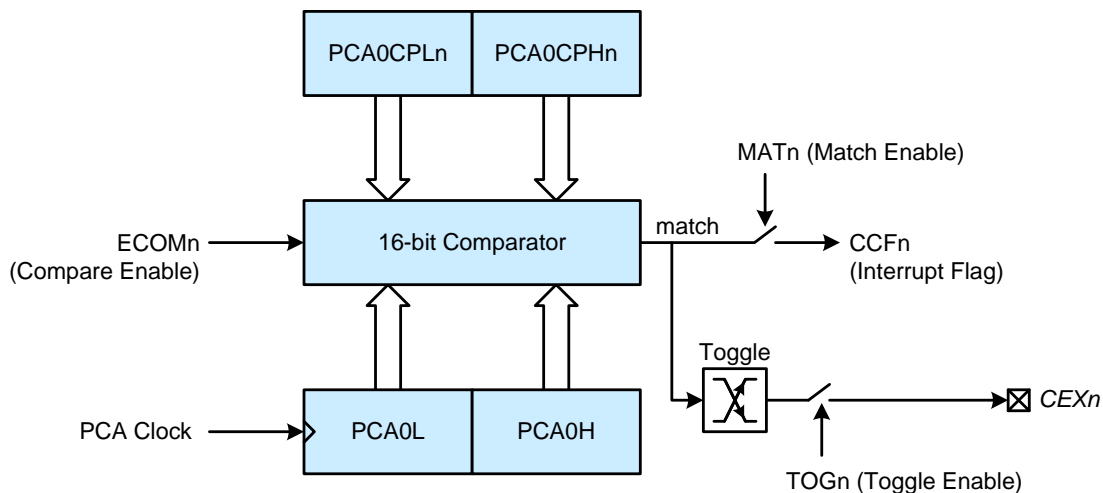 PCA0CPLn PCA0CPHn
MATn (Match Enable)
ECOMn
(Compare Enable)
16-bit Comparator
match
CCFn
(Interrupt Flag)
Toggle
CEXn
PCA Clock
PCA0L PCA0H
TOGn (Toggle Enable)